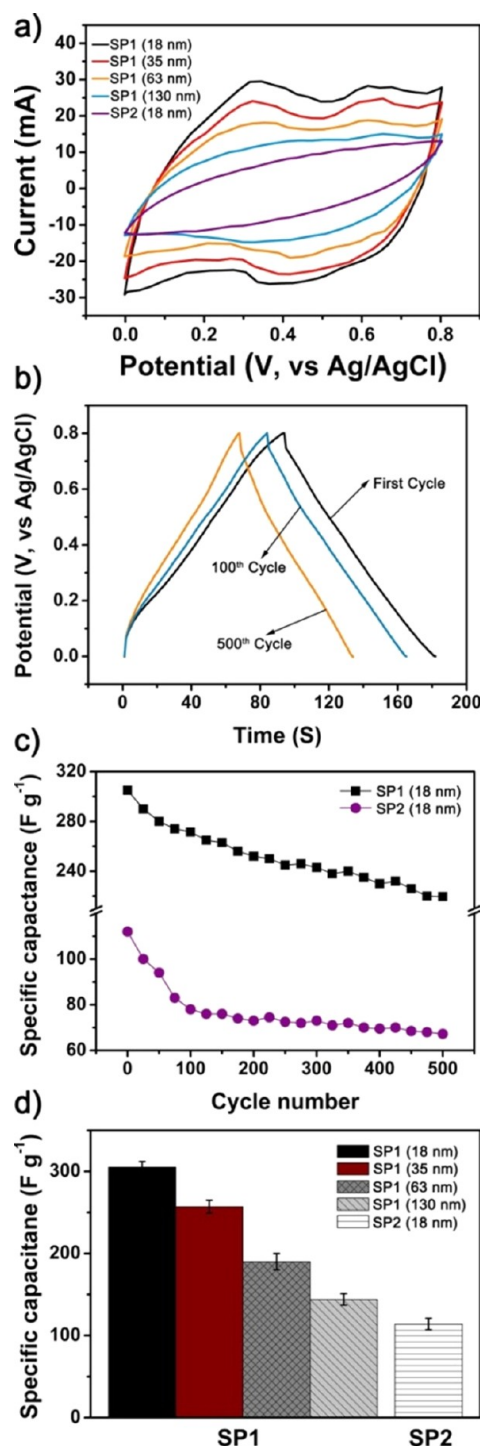 a)
SP1 (18 nm)
SP1 (35 nm)
SP1 (63 nm)
SP1 (130 nm)
SP2 (18 nm)
Current (mA)
40
30
20
10
0
-10
-20
-30
0.0 0.2 0.4 0.6 0.8
Potential (V, vs Ag/AgCl)
b)
Potential (V, vs Ag/AgCl)
0.8
0.6
0.4
0.2
0.0
First Cycle
100th Cycle
500th Cycle
0 40 80 120 160 200
Time (S)
c)
Specific capactance (F g-1)
320
280
240
100
80
60
SP1 (18 nm)
SP2 (18 nm)
0 100 200 300 400 500
Cycle number
d)
Specific capacitane (F g-1)
300
200
100
0
SP1 (18 nm)
SP1 (35 nm)
SP1 (63 nm)
SP1 (130 nm)
SP2 (18 nm)
SP1 SP2